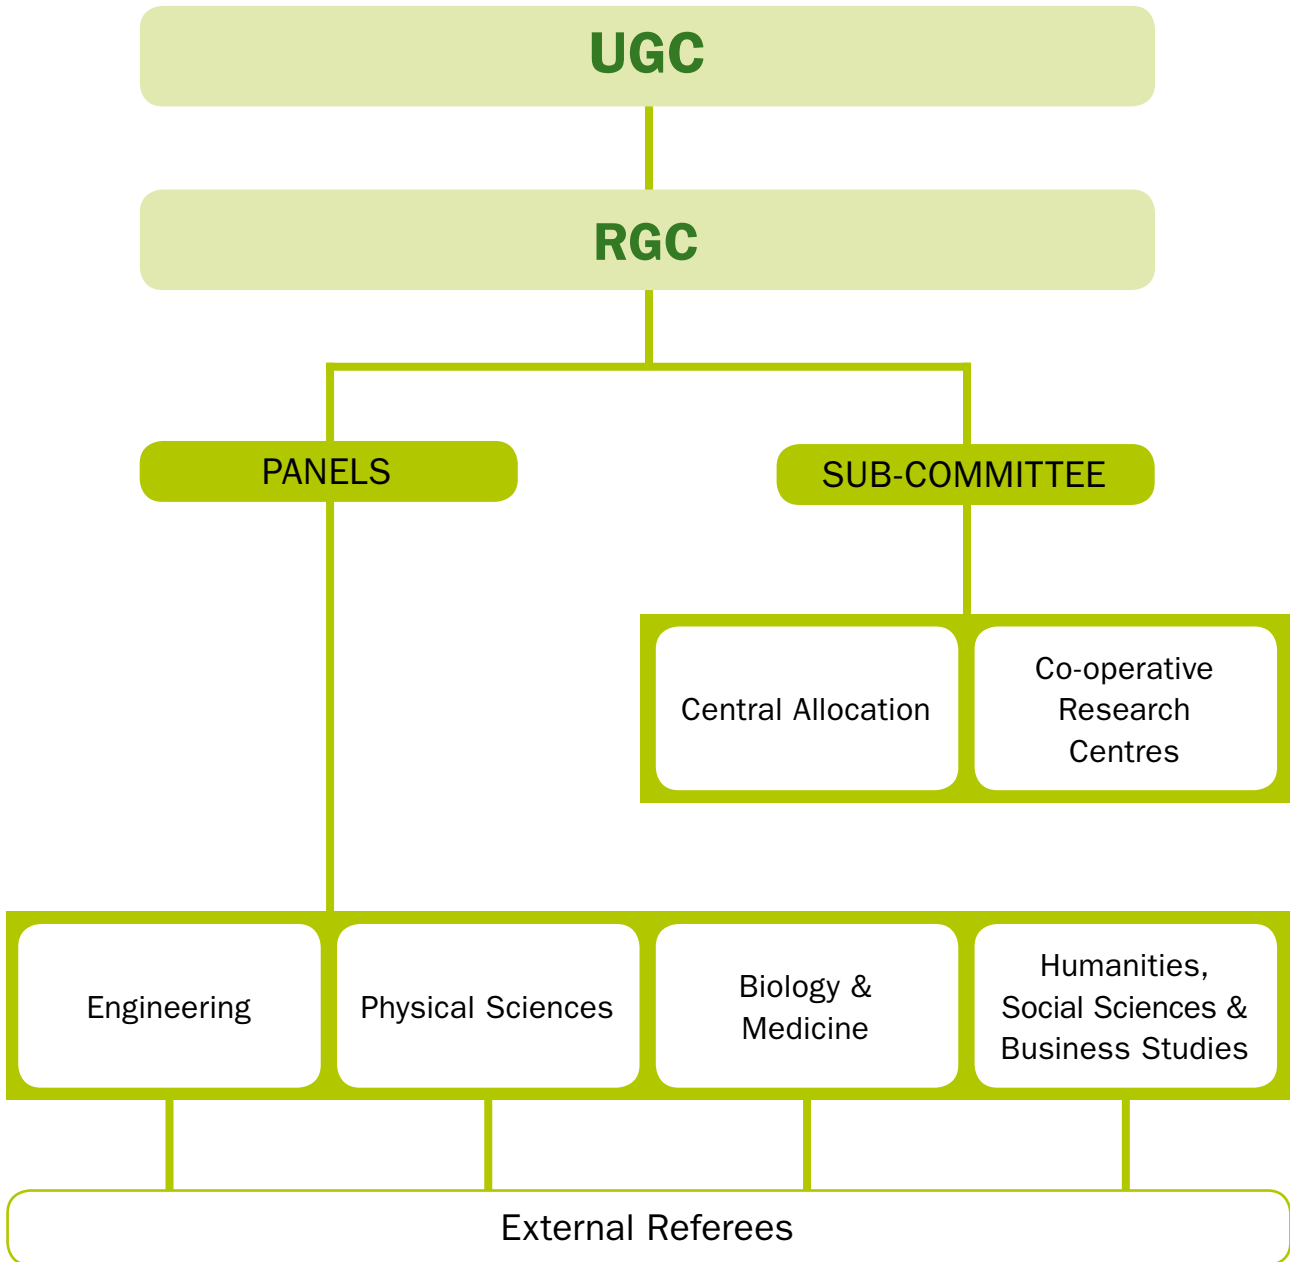 UGC
RGC
PANELS
SUB-COMMITTEE
Central Allocation
Co-operative
Research
Centres
Engineering
Physical Sciences
Biology &
Medicine
Humanities,
Social Sciences &
Business Studies
External Referees